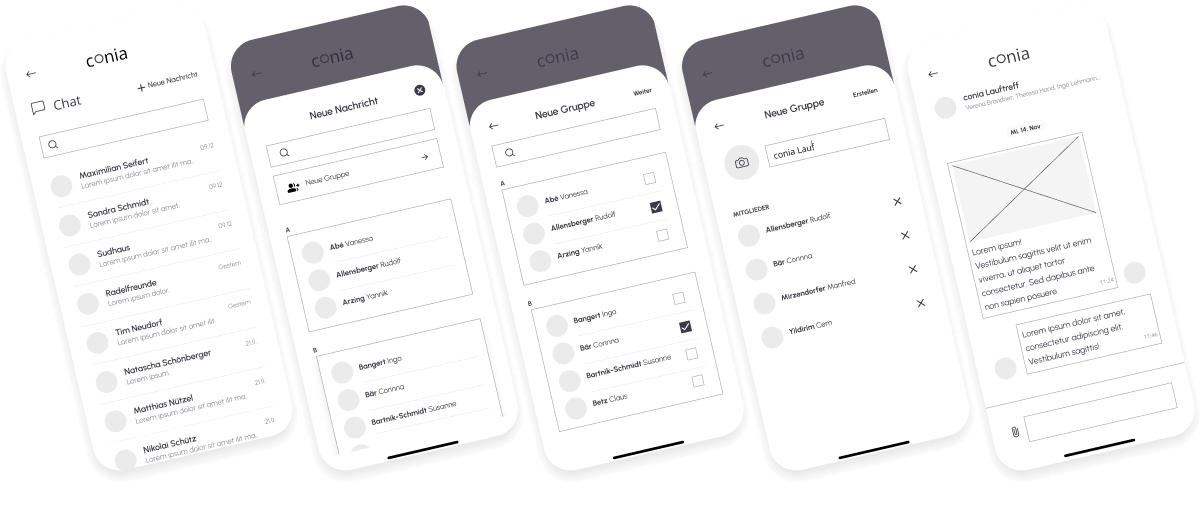 conia
Chat
Neue Nachricht
Maximilian Seifert
09.12
Lorem ipsum dolor sit amet illt ma.
Sandra Schmidt
09.12
Lorem ipsum dolor sit amet.
Sudhaus
09.12
Lorem ipsum dolor sit amet illt ma.
Radelfreunde
Gestern
Lorem ipsum dolor.
Tim Neudorf
Gestern
Lorem ipsum dolor sit amet illt
Natascha Schönberger
21.11.
Lorem ipsum.
Matthias Nützel
21.11.
Lorem ipsum dolor sit amet illt ma.
Nikolai Schütz
21.11.
Lorem ipsum dolor sit amet illt ma.
conia
Neue Nachricht
Neue Gruppe
A
Abé Vanessa
Allensberger Rudolf
Arzing Yannik
B
Bangert Ingo
Bär Corinna
Bartnik-Schmidt Susanne
conia
Neue Gruppe
Weiter
A
Abé Vanessa
Allensberger Rudolf
Arzing Yannik
B
Bangert Ingo
Bär Corinna
Bartnik-Schmidt Susanne
Betz Claus
conia
Neue Gruppe
Erstellen
conia Lauf
MITGLIEDER
Allensberger Rudolf
Bär Corinna
Mirzendorfer Manfred
Yildirim Cem
conia
conia Lauftreff
Verena Brandner, Theresa Hand, Ingo Lehmann...
Mi, 14. Nov
Lorem ipsum!
Vestibulum sagittis velit ut enim
viverra, ut aliquet tortor
consectetur. Sed dapibus ante
non sapien posuere.
11:24
Lorem ipsum dolor sit amet,
consectetur adipiscing elit.
Vestibulum sagittis!
11:46